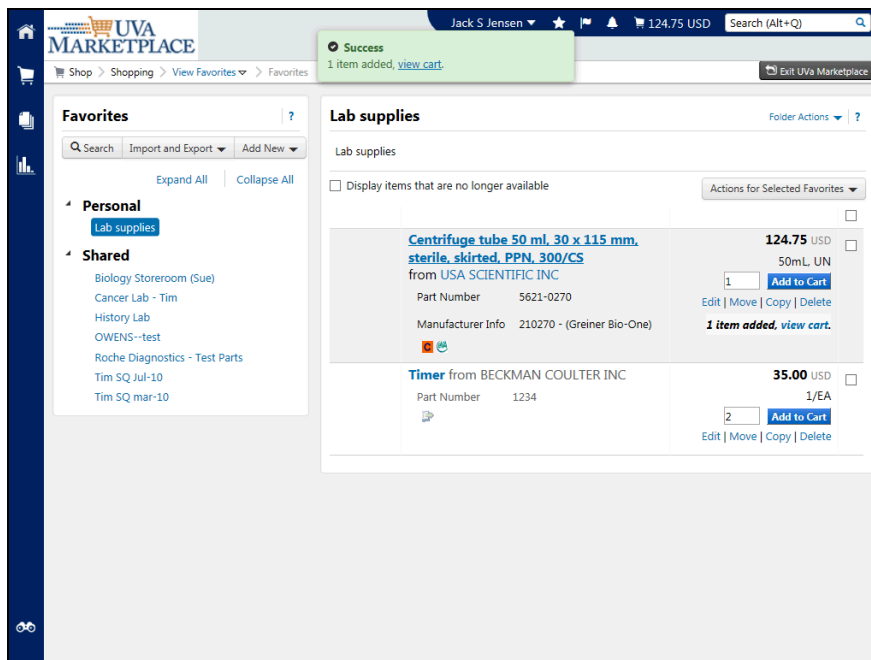 UVA
MARKETPLACE
Jack S Jensen
124.75 USD
Search (Alt+Q)
Success
1 item added, view cart.
Shop > Shopping > View Favorites > Favorites
Exit UVa Marketplace
Favorites
?
Search
Import and Export
Add New
Expand All
Collapse All
Personal
Lab supplies
Shared
Biology Storeroom (Sue)
Cancer Lab - Tim
History Lab
OWENS--test
Roche Diagnostics - Test Parts
Tim SQ Jul-10
Tim SQ mar-10
Lab supplies
Folder Actions
?
Lab supplies
Display items that are no longer available
Actions for Selected Favorites
Centrifuge tube 50 ml, 30 x 115 mm,
sterile, skirted, PPN, 300/CS
from USA SCIENTIFIC INC
Part Number 5621-0270
Manufacturer Info 210270 - (Greiner Bio-One)
C
124.75 USD
50mL, UN
1
Add to Cart
Edit | Move | Copy | Delete
1 item added, view cart.
Timer from BECKMAN COULTER INC
Part Number 1234
35.00 USD
1/EA
2
Add to Cart
Edit | Move | Copy | Delete